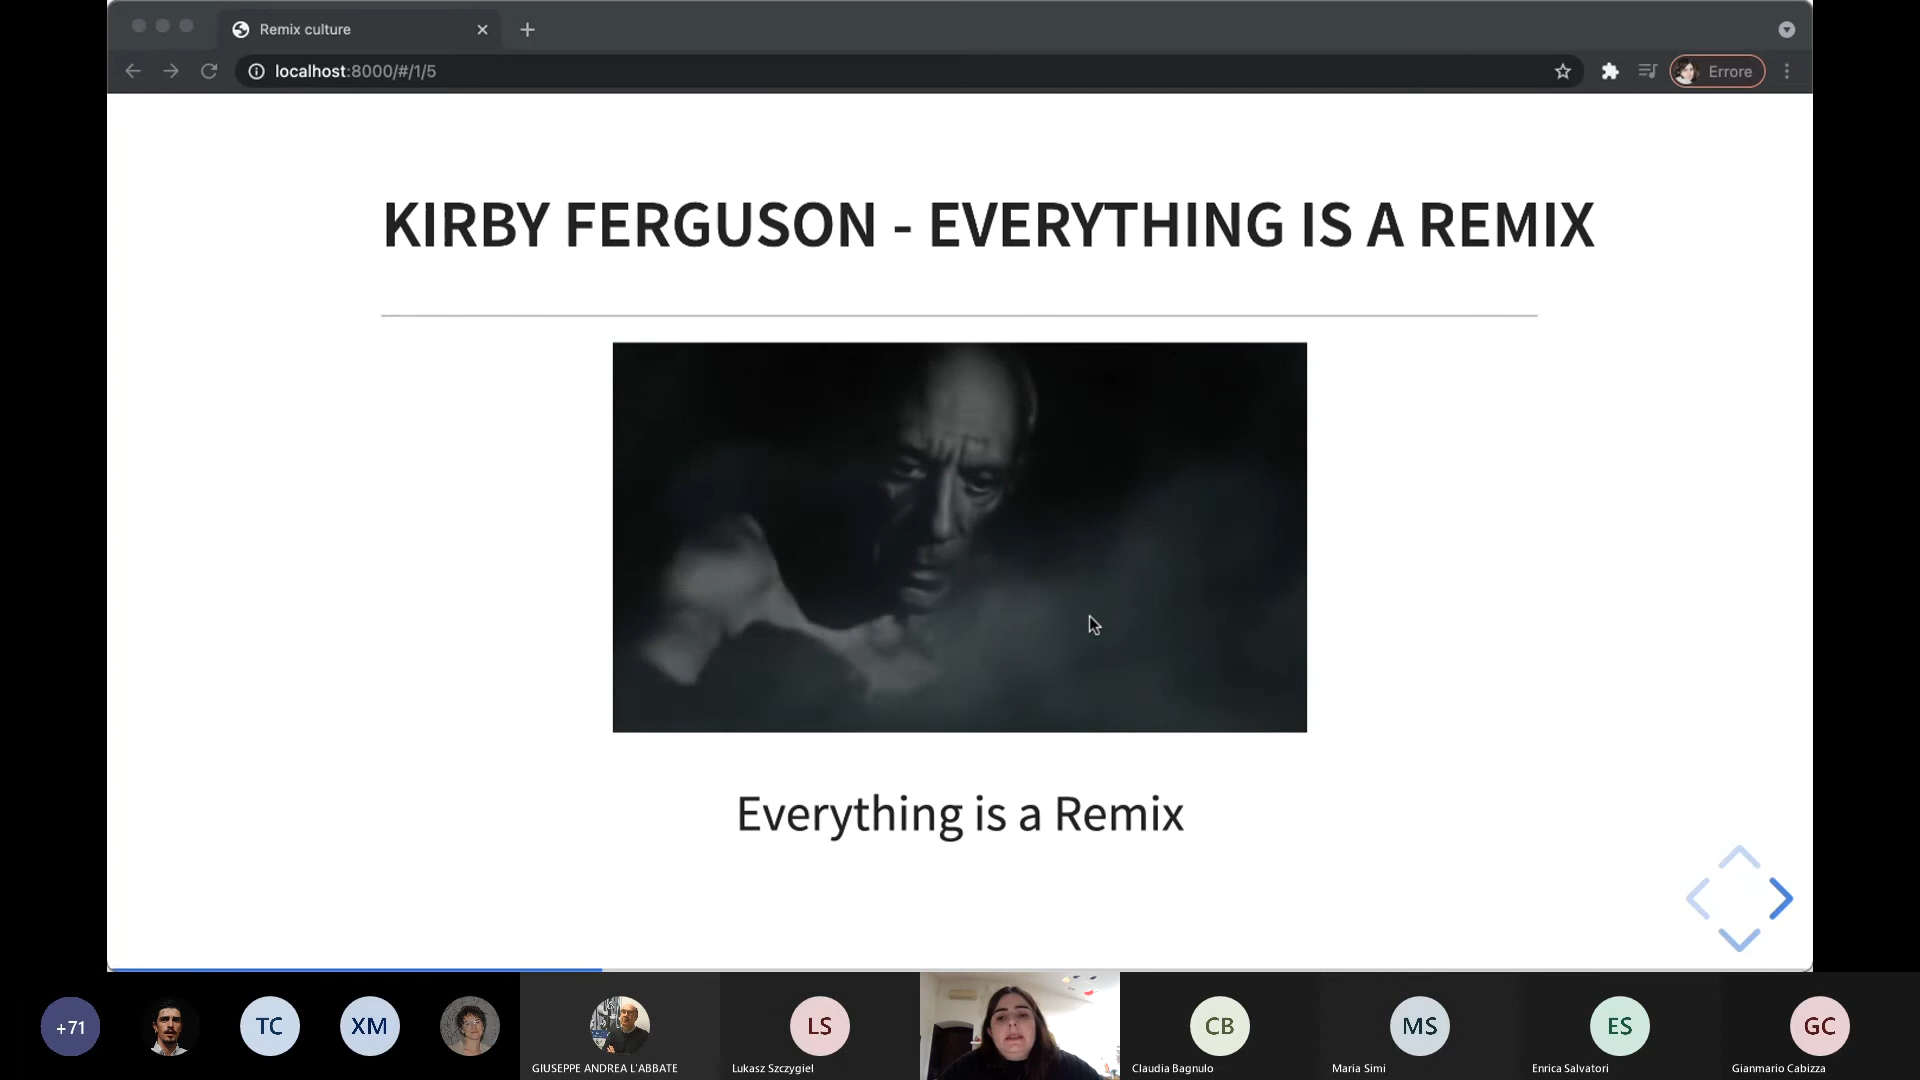 Remix culture
localhost:8000/#/1/5
Errore
KIRBY FERGUSON - EVERYTHING IS A REMIX
Everything is a Remix
+71
TC
XM
GIUSEPPE ANDREA L'ABBATE
LS
Lukasz Szczygiel
CB
Claudia Bagnulo
MS
Maria Simi
ES
Enrica Salvatori
GC
Gianmario Cabizza